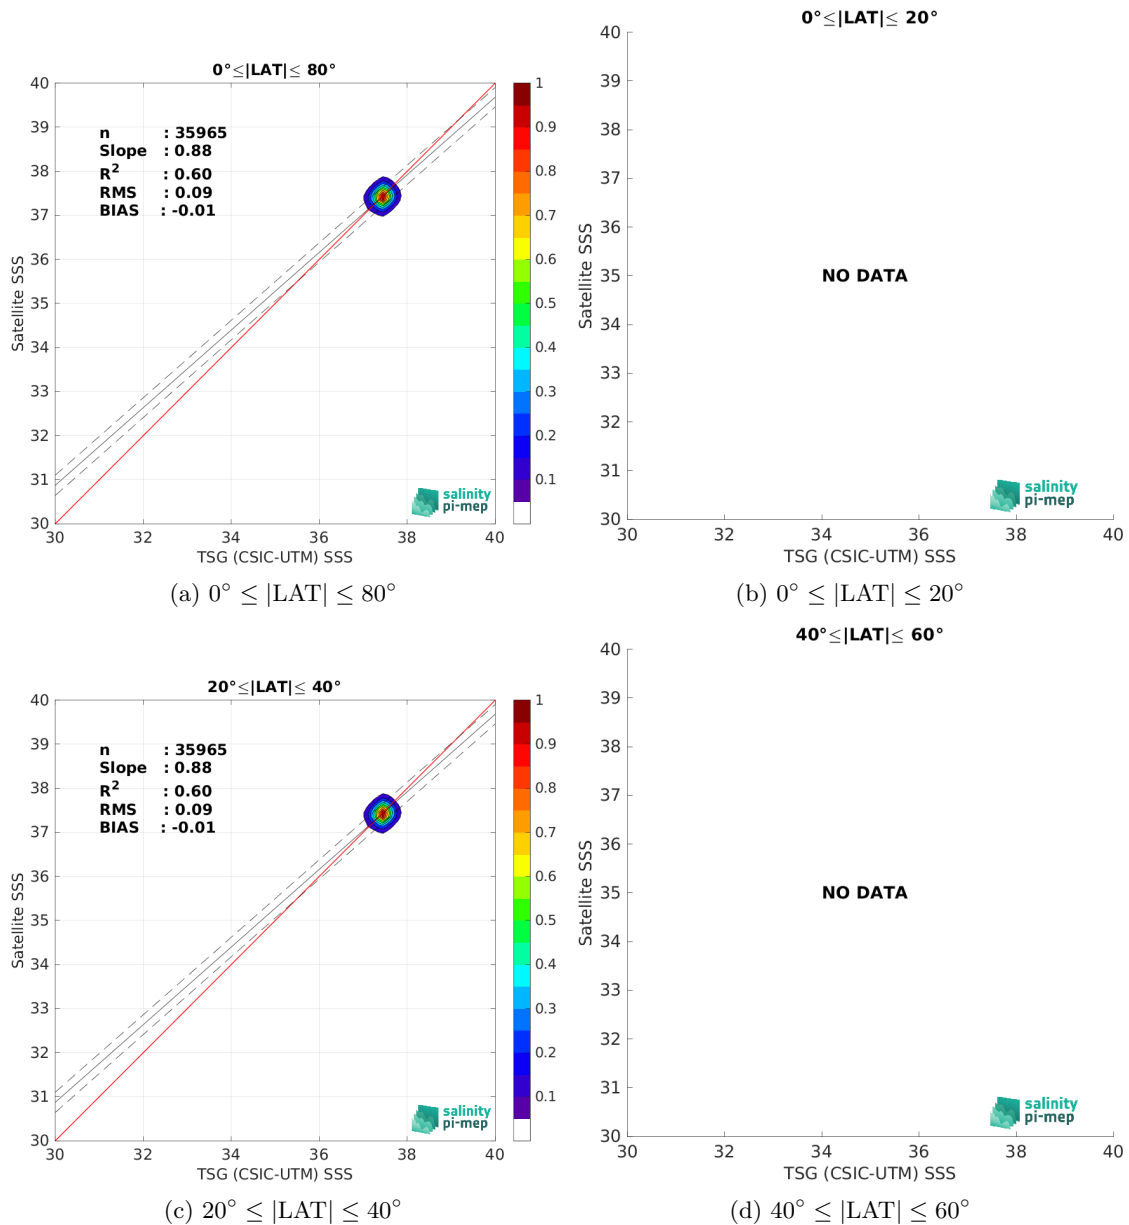 0°≤|LAT|≤ 80°
40
39
38
37
36
35
34
33
32
31
30
Satellite SSS
n : 35965
Slope : 0.88
R² : 0.60
RMS : 0.09
BIAS : -0.01
salinity
pi-mep
30 32 34 36 38 40
TSG (CSIC-UTM) SSS
1
0.9
0.8
0.7
0.6
0.5
0.4
0.3
0.2
0.1
(a) 0° ≤ |LAT| ≤ 80°
0°≤|LAT|≤ 20°
40
39
38
37
36
35
34
33
32
31
30
Satellite SSS
NO DATA
salinity
pi-mep
30 32 34 36 38 40
TSG (CSIC-UTM) SSS
(b) 0° ≤ |LAT| ≤ 20°
20°≤|LAT|≤ 40°
40
39
38
37
36
35
34
33
32
31
30
Satellite SSS
n : 35965
Slope : 0.88
R² : 0.60
RMS : 0.09
BIAS : -0.01
salinity
pi-mep
30 32 34 36 38 40
TSG (CSIC-UTM) SSS
1
0.9
0.8
0.7
0.6
0.5
0.4
0.3
0.2
0.1
(c) 20° ≤ |LAT| ≤ 40°
40°≤|LAT|≤ 60°
40
39
38
37
36
35
34
33
32
31
30
Satellite SSS
NO DATA
salinity
pi-mep
30 32 34 36 38 40
TSG (CSIC-UTM) SSS
(d) 40° ≤ |LAT| ≤ 60°